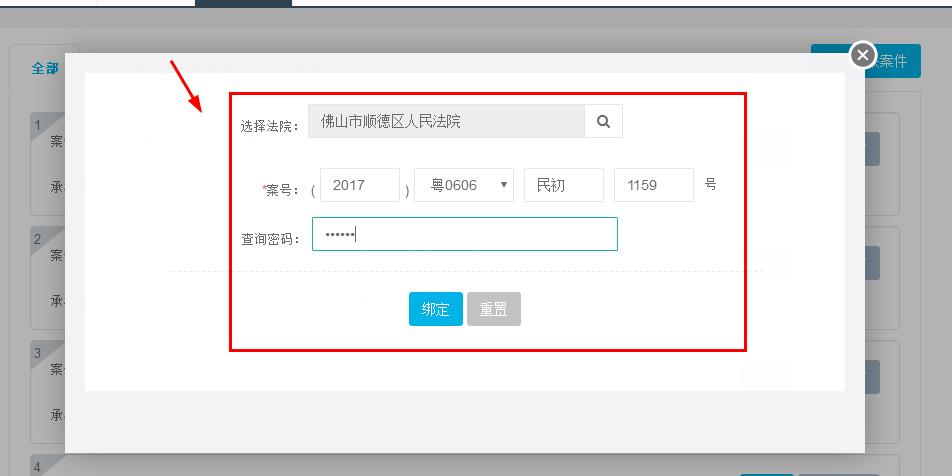 全部
案件
1
案
承
选择法院： 佛山市顺德区人民法院
*案号： ( 2017 ) 粤0606 民初 1159 号
2
案
查询密码： ••••••
承
绑定 重置
3
案
承
4